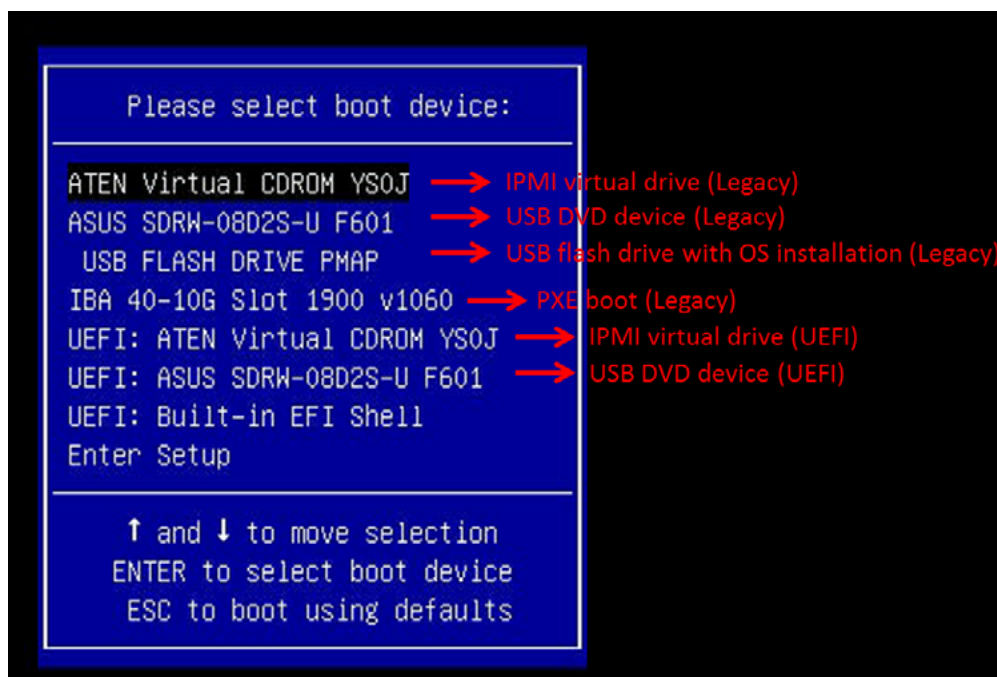 Please select boot device:
ATEN Virtual CDROM YS0J → IPMI virtual drive (Legacy)
ASUS SDRW-08D2S-U F601 → USB DVD device (Legacy)
USB FLASH DRIVE PMAP → USB flash drive with OS installation (Legacy)
IBA 40-10G Slot 1900 v1060 → PXE boot (Legacy)
UEFI: ATEN Virtual CDROM YS0J → IPMI virtual drive (UEFI)
UEFI: ASUS SDRW-08D2S-U F601 → USB DVD device (UEFI)
UEFI: Built-in EFI Shell
Enter Setup
↑ and ↓ to move selection
ENTER to select boot device
ESC to boot using defaults